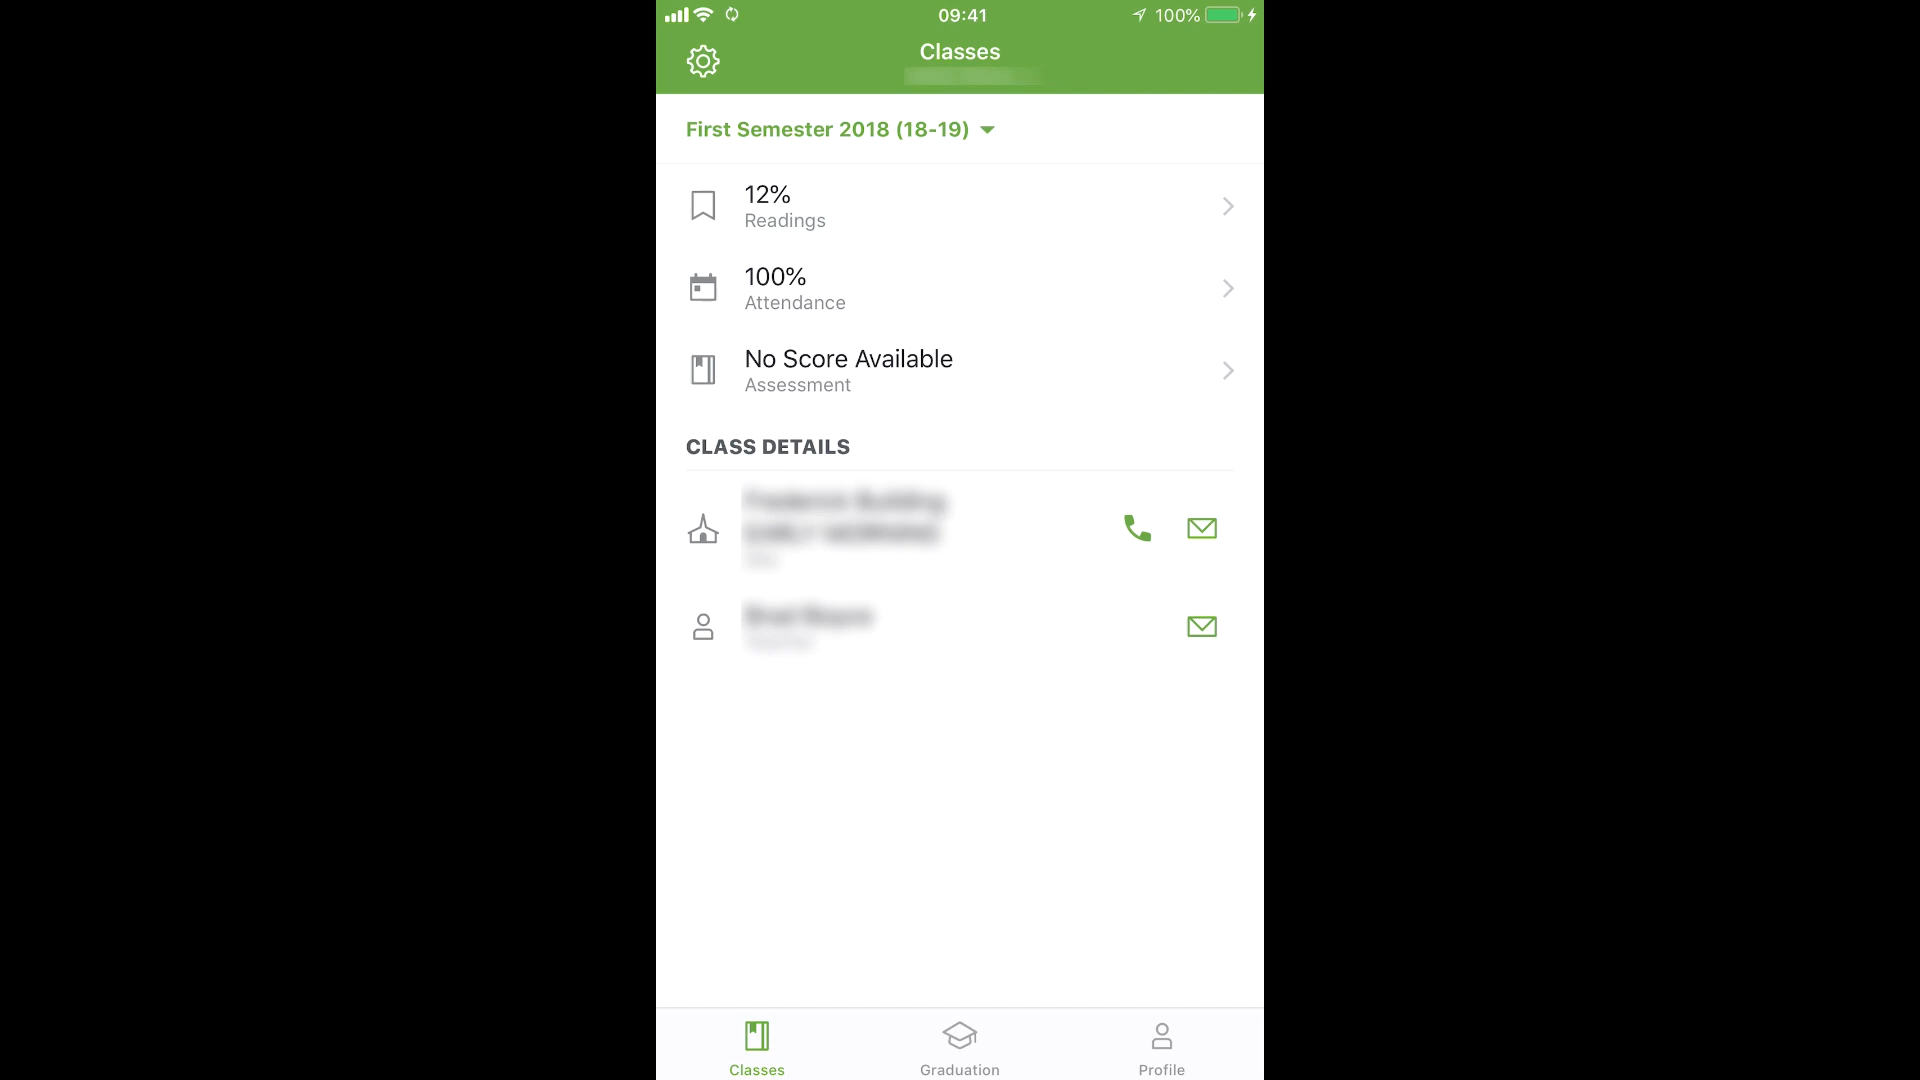 09:41
100%
Classes
First Semester 2018 (18-19)
12%
Readings
100%
Attendance
No Score Available
Assessment
CLASS DETAILS
Classes
Graduation
Profile